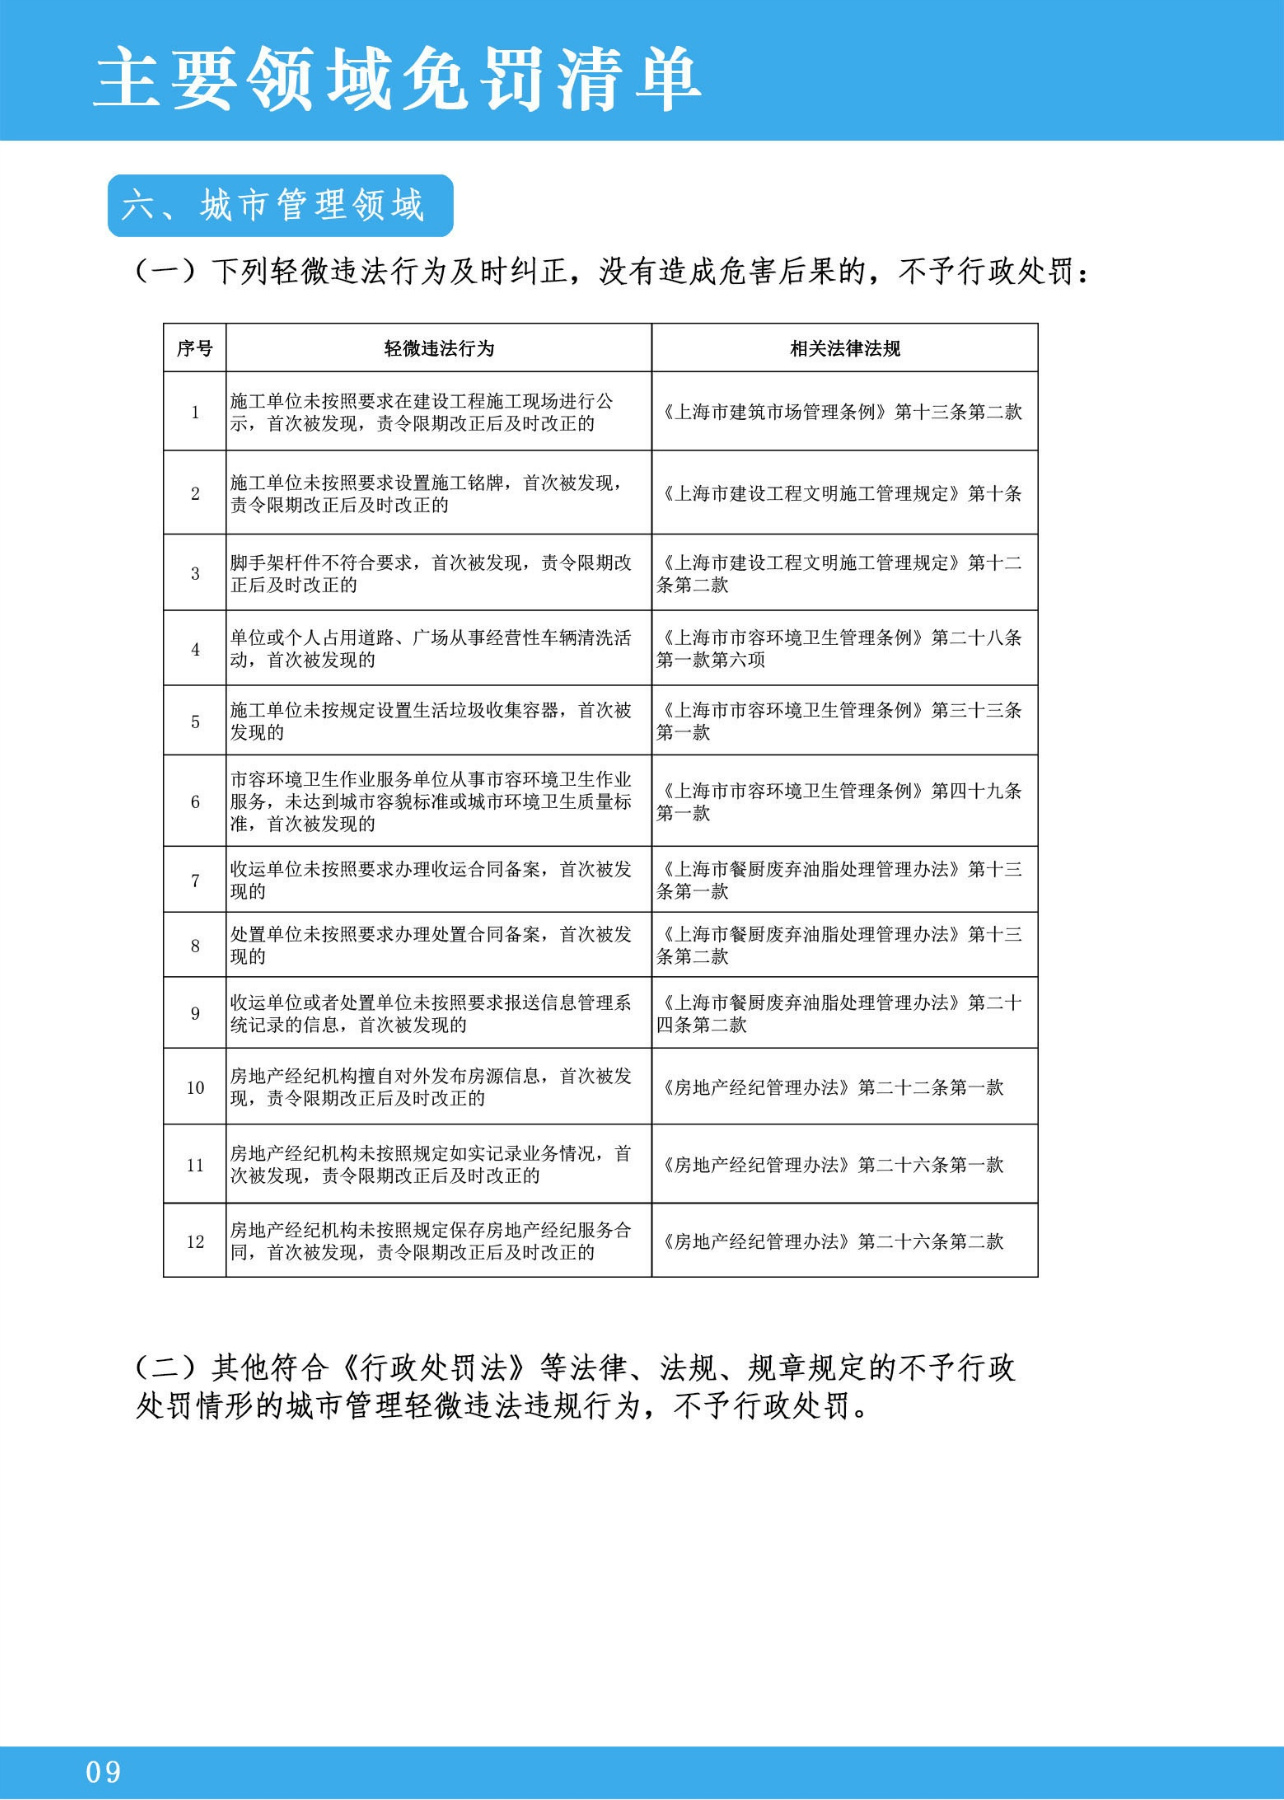 主要领域免罚清单
六、城市管理领域
（一）下列轻微违法行为及时纠正，没有造成危害后果的，不予行政处罚：
序号 轻微违法行为 相关法律法规
1 施工单位未按照要求在建设工程施工现场进行公
示，首次被发现，责令限期改正后及时改正的
《上海市建筑市场管理条例》第十三条第二款
2 施工单位未按照要求设置施工铭牌，首次被发现，
责令限期改正后及时改正的
《上海市建设工程文明施工管理规定》第十条
3 脚手架杆件不符合要求，首次被发现，责令限期改
正后及时改正的
《上海市建设工程文明施工管理规定》第十二
条第二款
4 单位或个人占用道路、广场从事经营性车辆清洗活
动，首次被发现的
《上海市市容环境卫生管理条例》第二十八条
第一款第六项
5 施工单位未按规定设置生活垃圾收集容器，首次被
发现的
《上海市市容环境卫生管理条例》第三十三条
第一款
6 市容环境卫生作业服务单位从事市容环境卫生作业
服务，未达到城市容貌标准或城市环境卫生质量标
准，首次被发现的
《上海市市容环境卫生管理条例》第四十九条
第一款
7 收运单位未按照要求办理收运合同备案，首次被发
现的
《上海市餐厨废弃油脂处理管理办法》第十三
条第一款
8 处置单位未按照要求办理处置合同备案，首次被发
现的
《上海市餐厨废弃油脂处理管理办法》第十三
条第二款
9 收运单位或者处置单位未按照要求报送信息管理系
统记录的信息，首次被发现的
《上海市餐厨废弃油脂处理管理办法》第二十
四条第二款
10 房地产经纪机构擅自对外发布房源信息，首次被发
现，责令限期改正后及时改正的
《房地产经纪管理办法》第二十二条第一款
11 房地产经纪机构未按照规定如实记录业务情况，首
次被发现，责令限期改正后及时改正的
《房地产经纪管理办法》第二十六条第一款
12 房地产经纪机构未按照规定保存房地产经纪服务合
同，首次被发现，责令限期改正后及时改正的
《房地产经纪管理办法》第二十六条第二款
（二）其他符合《行政处罚法》等法律、法规、规章规定的不予行政
处罚情形的城市管理轻微违法违规行为，不予行政处罚。
09